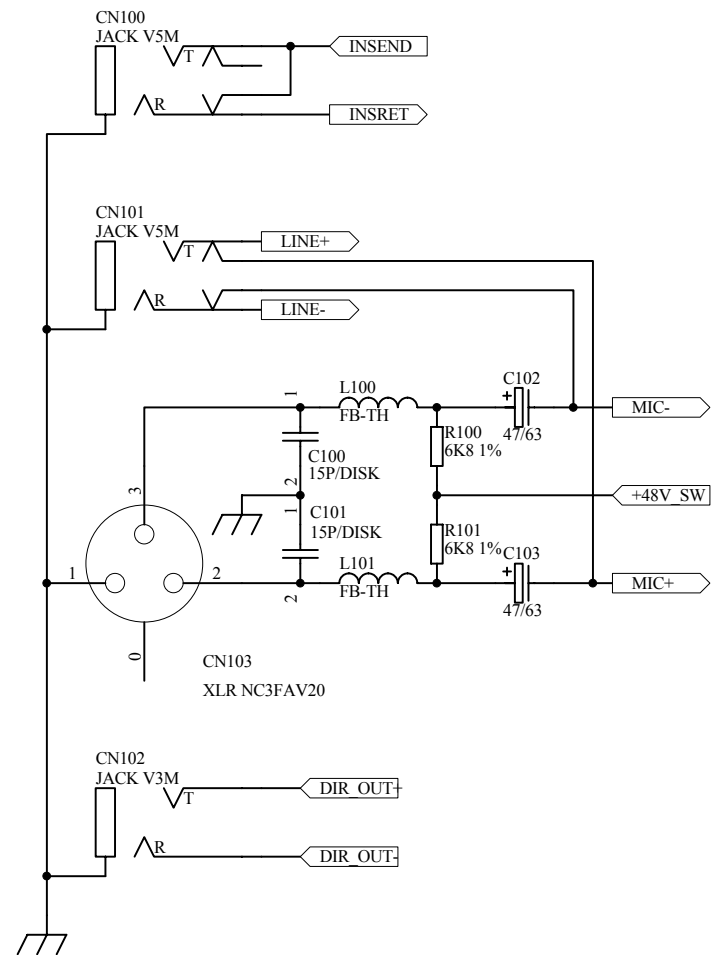 CN100
JACK V5M
T
INSEND
R
INSRET
CN101
JACK V5M
T
LINE+
R
LINE-
1
L100
FB-TH
C102
+
47/63
MIC-
C100
15P/DISK
R100
6K8 1%
2
3
+48V_SW
1
C101
15P/DISK
R101
6K8 1%
C103
+
L101
FB-TH
1
2
2
47/63
MIC+
0
CN103
XLR NC3FAV20
CN102
JACK V3M
T
DIR_OUT+
R
DIR_OUT-